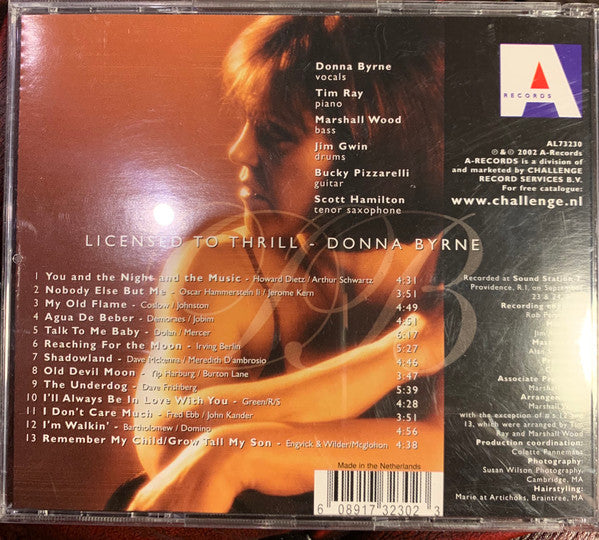 Donna Byrne
vocals
Tim Ray
piano
Marshall Wood
bass
Jim Gwin
drums
Bucky Pizzarelli
guitar
Scott Hamilton
tenor saxophone
A
RECORDS
AL73230
℗ & © 2002 A-Records
A-RECORDS is a division of
and marketed by CHALLENGE
RECORD SERVICES B.V.
For free catalogue:
www.challenge.nl
DB
LICENSED TO THRILL - DONNA BYRNE
1 You and the Night and the Music - Howard Dietz / Arthur Schwartz 4:31
2 Nobody Else But Me - Oscar Hammerstein II / Jerome Kern 3:51
3 My Old Flame - Coslow / Johnston 6:49
4 Agua De Beber - Demoraes / Jobim 4:51
5 Talk To Me Baby - Dolan / Mercer 6:17
6 Reaching For the Moon - Irving Berlin 5:27
7 Shadowland - Dave Mckenna / Meredith D'ambrosio 4:46
8 Old Devil Moon - Yip Harburg / Burton Lane 3:47
9 The Underdog - Dave Frishberg 5:39
10 I'll Always Be In Love With You - Green/R/S 4:28
11 I Don't Care Much - Fred Ebb / John Kander 3:51
12 I'm Walkin' - Bartholomew / Domino 4:56
13 Remember My Child/Grow Tall My Son - Engvick & Wilder/Mcglohon 4:38
Recorded at Sound Station
Providence, R.I. on September
23 & 24,
Recording
Rob
Associate
Marshall
Arrange
Marshall
with the exception of
13, which were arranged by Tim
Ray and Marshall Wood
Production coordination:
Colette Pannemans
Photography:
Susan Wilson Photography,
Cambridge, MA
Hairstyling:
Marie at Artichoks, Braintree, MA
Made in the Netherlands
6 08917 32302 3